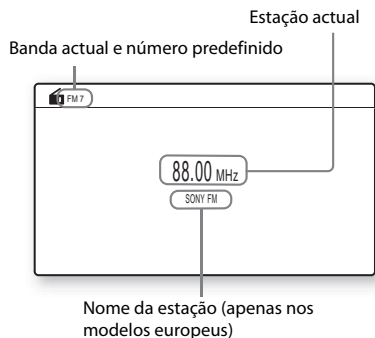 Estação actual
Banda actual e número predefinido
FM 7
88.00 MHz
SONY FM
Nome da estação (apenas nos
modelos europeus)